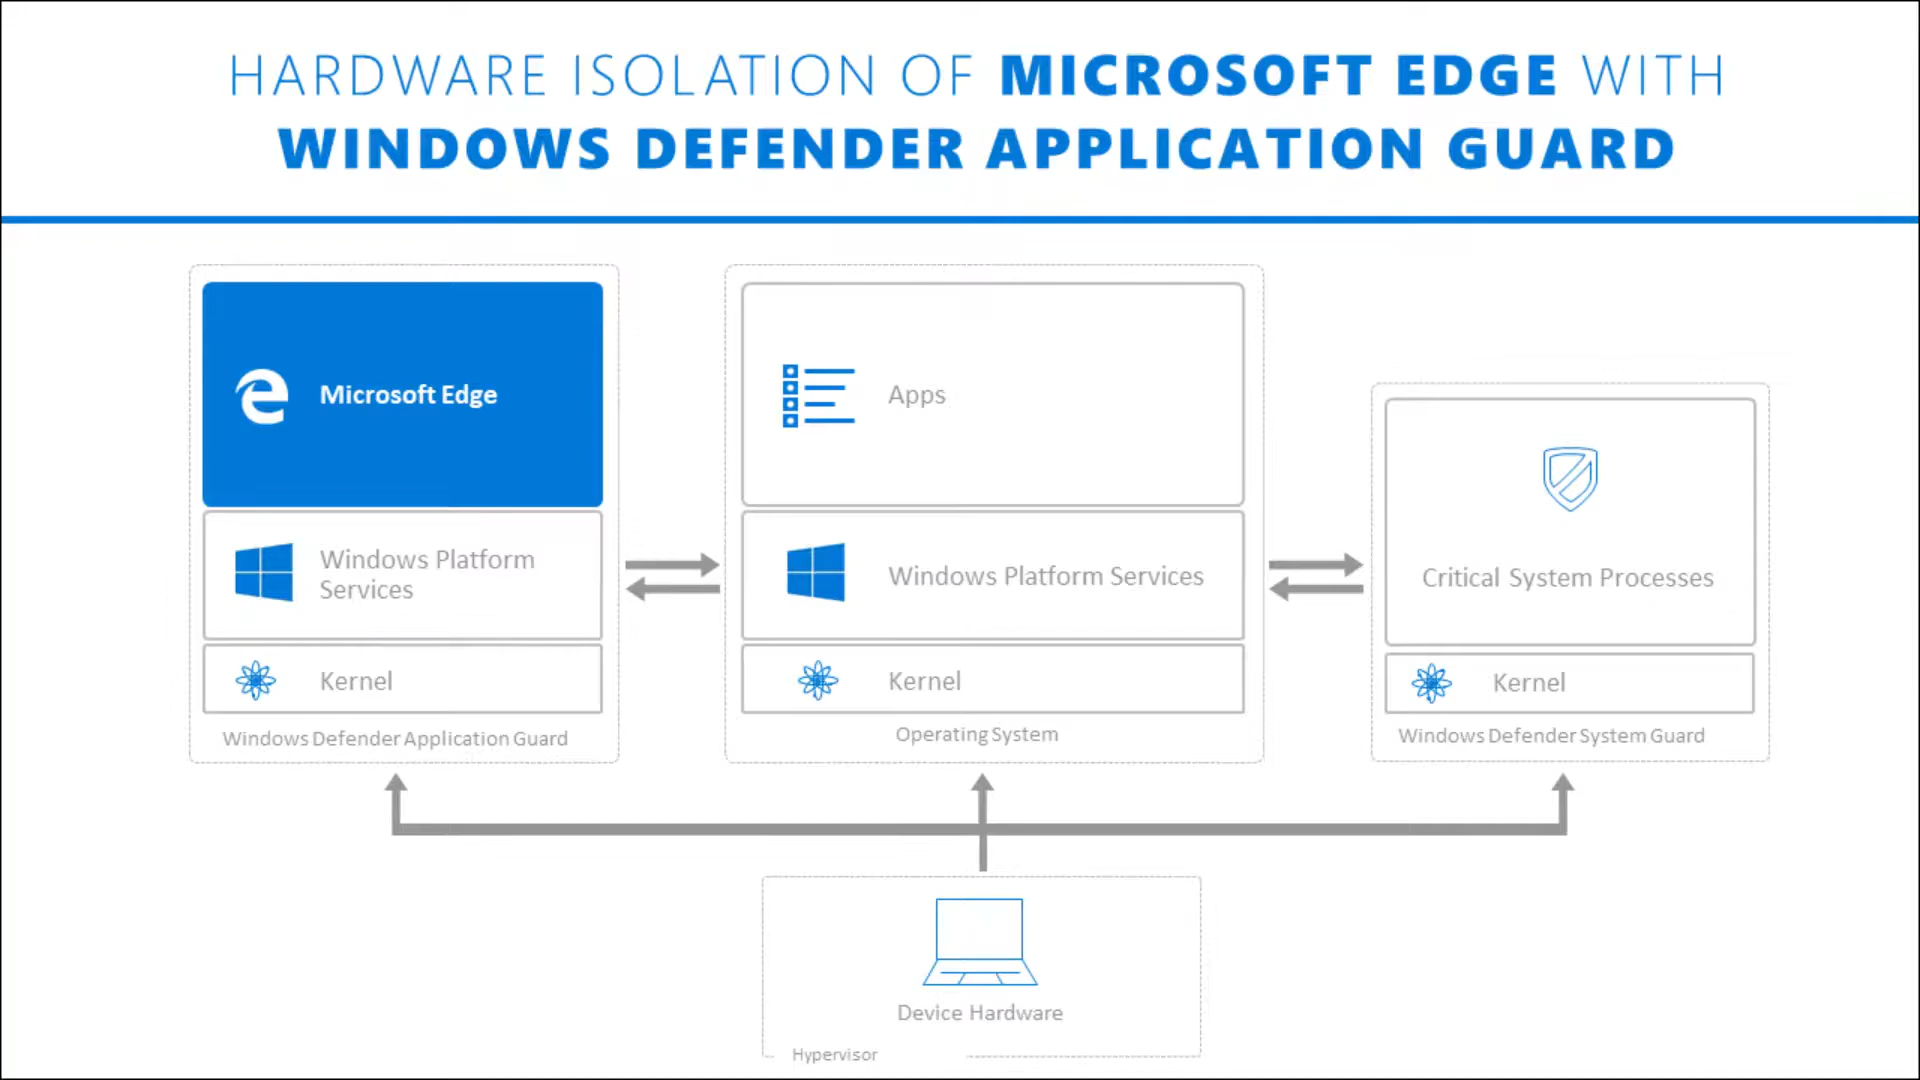 HARDWARE ISOLATION OF MICROSOFT EDGE WITH
WINDOWS DEFENDER APPLICATION GUARD
Microsoft Edge
Windows Platform
Services
Kernel
Windows Defender Application Guard
Apps
Windows Platform Services
Kernel
Operating System
Critical System Processes
Kernel
Windows Defender System Guard
Device Hardware
Hypervisor